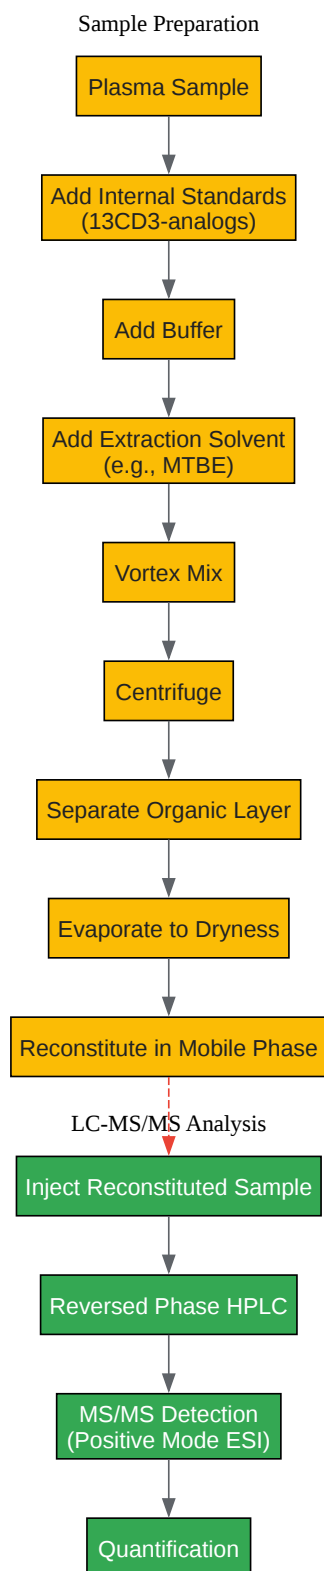 Sample Preparation
Plasma Sample
Add Internal Standards
(13CD3-analogs)
Add Buffer
Add Extraction Solvent
(e.g., MTBE)
Vortex Mix
Centrifuge
Separate Organic Layer
Evaporate to Dryness
Reconstitute in Mobile Phase
LC-MS/MS Analysis
Inject Reconstituted Sample
Reversed Phase HPLC
MS/MS Detection
(Positive Mode ESI)
Quantification